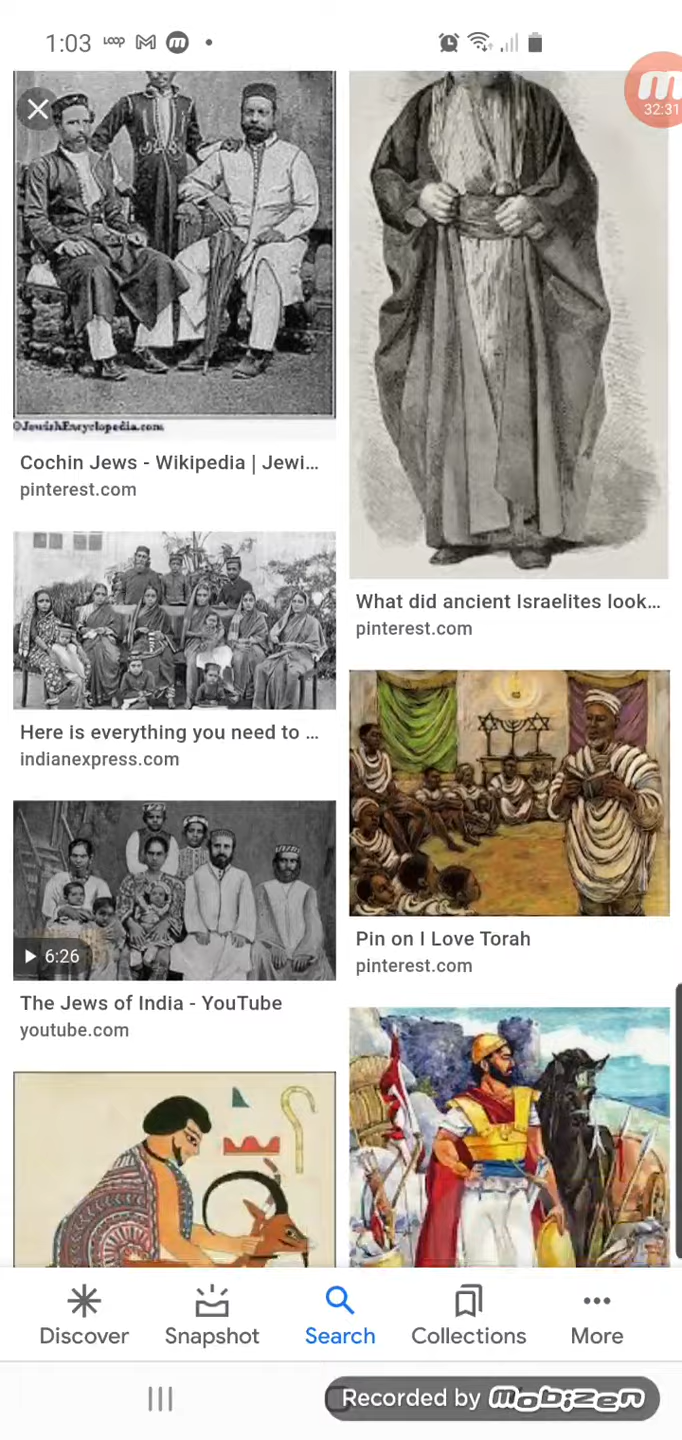 1:03 LOOP
32:31
©JewishEncyclopedia.com
Cochin Jews - Wikipedia | Jewi...
pinterest.com
What did ancient Israelites look...
pinterest.com
Here is everything you need to ...
indianexpress.com
6:26
Pin on I Love Torah
pinterest.com
The Jews of India - YouTube
youtube.com
Discover Snapshot Search Collections More
Recorded by mobizen